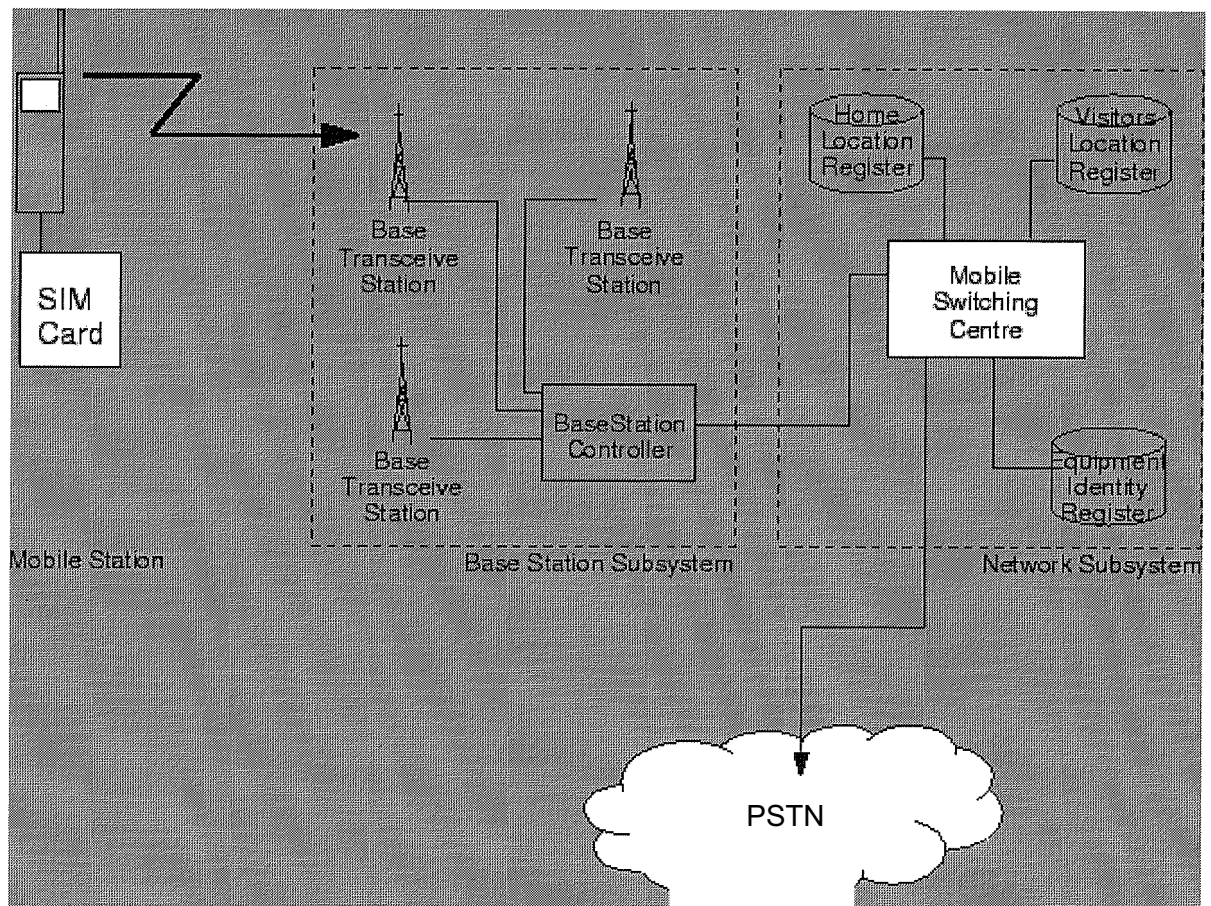 Home
Location
Register
Visitors
Location
Register
Base
Transceive
Station
Base
Transceive
Station
SIM
Card
Mobile
Switching
Centre
Base
Transceive
Station
BaseStation
Controller
Equipment
Identity
Register
Mobile Station
Base Station Subsystem
Network Subsystem
PSTN